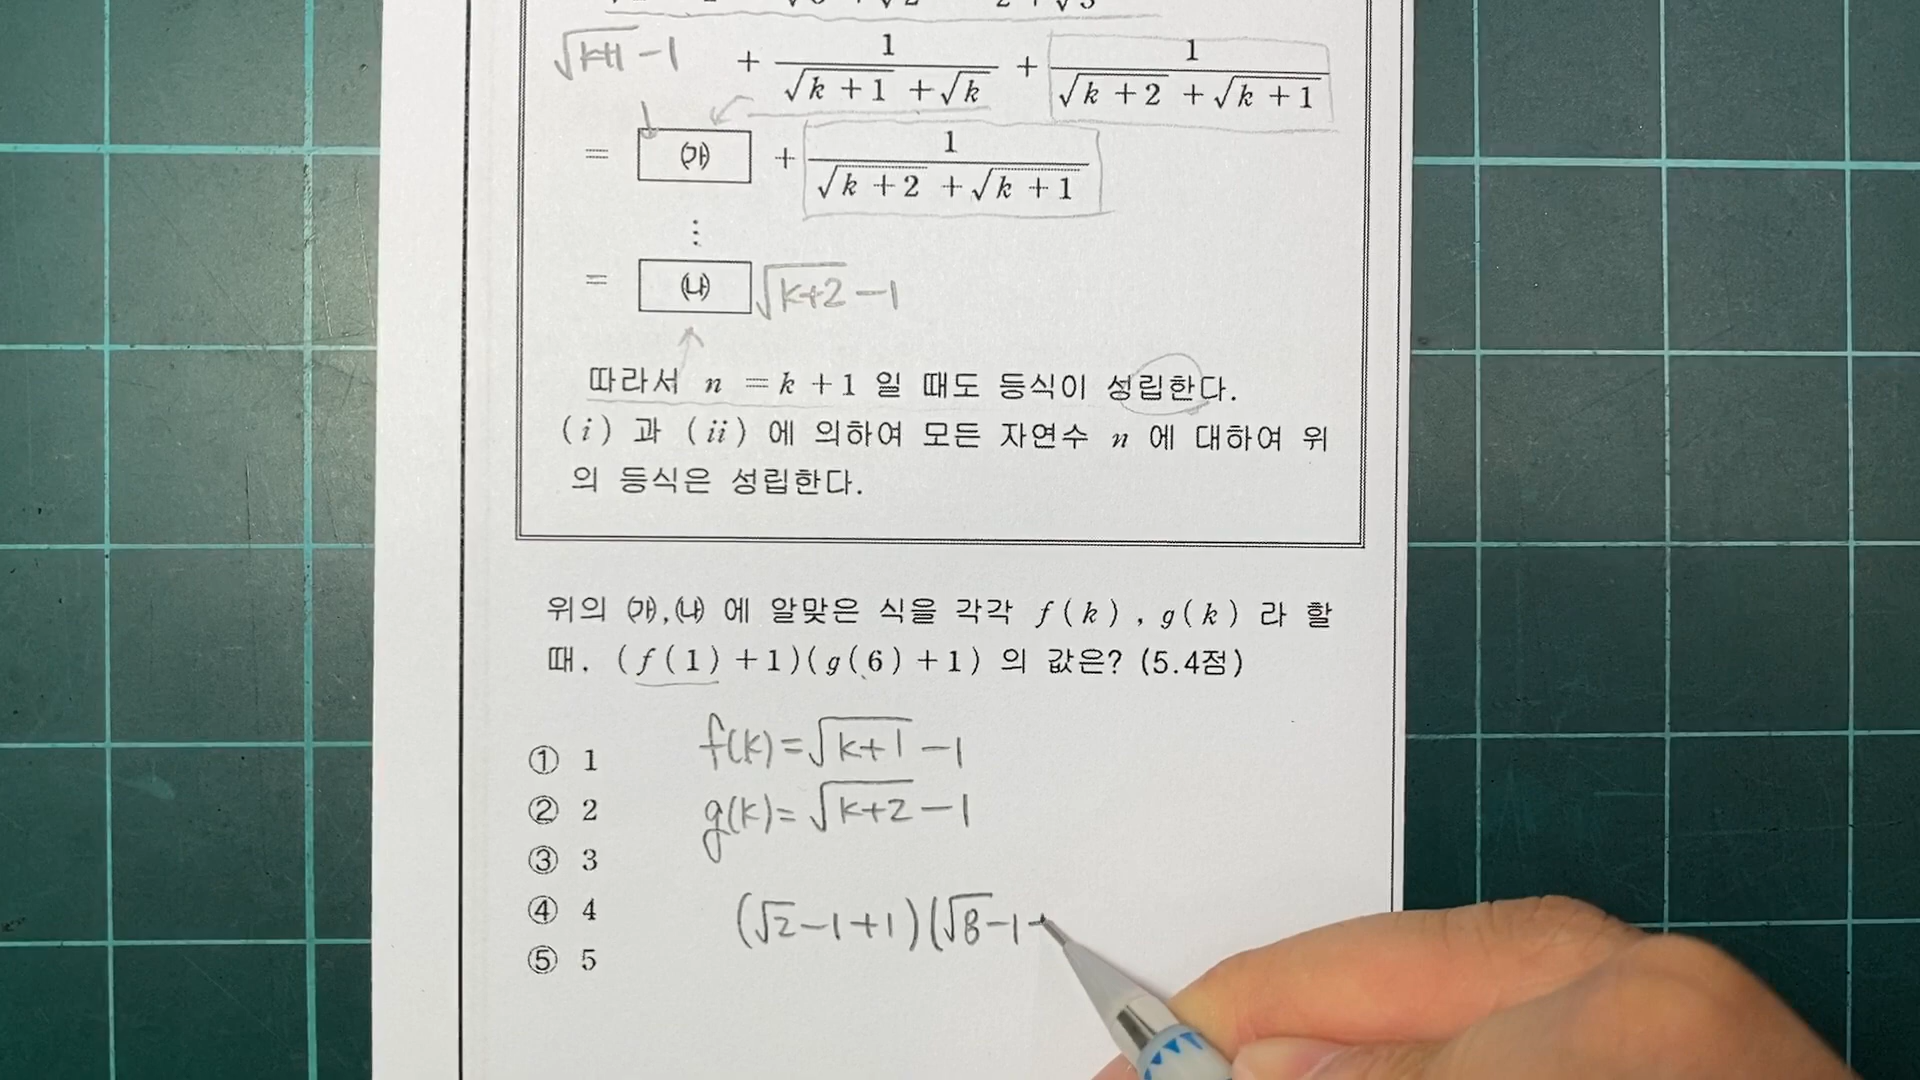 √(k+1) - 1 + 1/(√(k+1) + √k) + 1/(√(k+2) + √(k+1))
= (가) + 1/(√(k+2) + √(k+1))
⋮
= (나) √(k+2) - 1
따라서 n = k + 1 일 때도 등식이 성립한다.
(i) 과 (ii) 에 의하여 모든 자연수 n 에 대하여 위
의 등식은 성립한다.
위의 (가),(나) 에 알맞은 식을 각각 f(k), g(k) 라 할
때. (f(1)+1)(g(6)+1) 의 값은? (5.4점)
f(k) = √(k+1) - 1
① 1
g(k) = √(k+2) - 1
② 2
③ 3
④ 4
(√2 - 1 + 1)(√8 - 1 +
⑤ 5